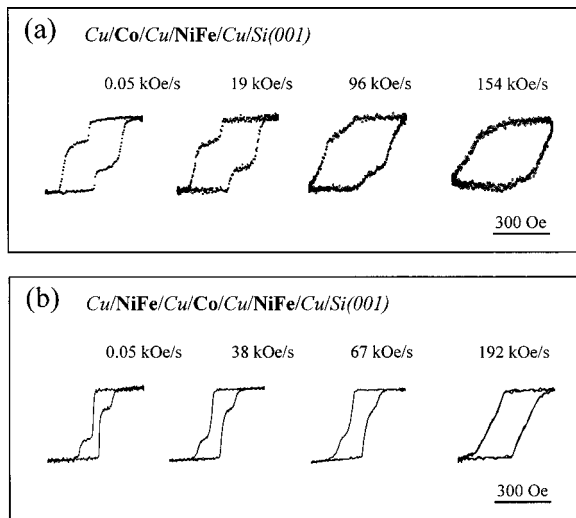 (a) Cu/Co/Cu/NiFe/Cu/Si(001)
0.05 kOe/s 19 kOe/s 96 kOe/s 154 kOe/s
300 Oe
(b) Cu/NiFe/Cu/Co/Cu/NiFe/Cu/Si(001)
0.05 kOe/s 38 kOe/s 67 kOe/s 192 kOe/s
300 Oe